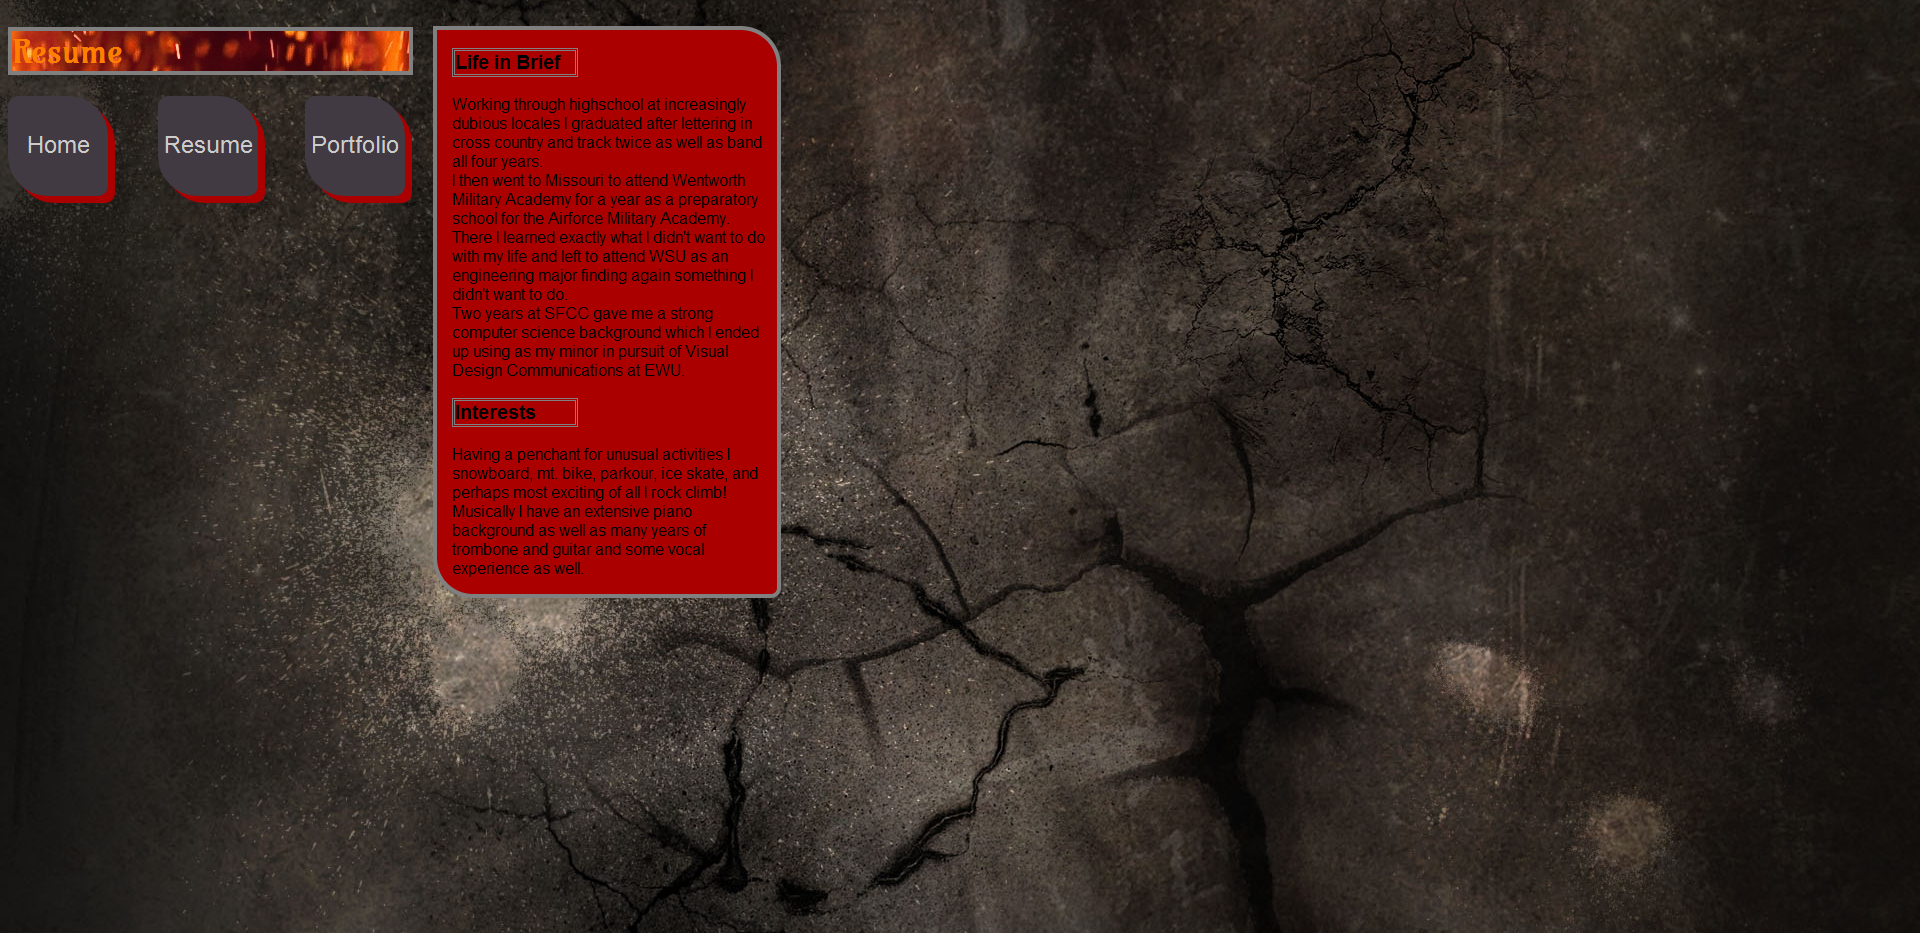 Resume
Home
Resume
Portfolio
Life in Brief
Working through highschool at increasingly
dubious locales I graduated after lettering in
cross country and track twice as well as band
all four years.
I then went to Missouri to attend Wentworth
Military Academy for a year as a preparatory
school for the Airforce Military Academy.
There I learned exactly what I didn't want to do
with my life and left to attend WSU as an
engineering major finding again something I
didn't want to do.
Two years at SFCC gave me a strong
computer science background which I ended
up using as my minor in pursuit of Visual
Design Communications at EWU.
Interests
Having a penchant for unusual activities I
snowboard, mt. bike, parkour, ice skate, and
perhaps most exciting of all I rock climb!
Musically I have an extensive piano
background as well as many years of
trombone and guitar and some vocal
experience as well.